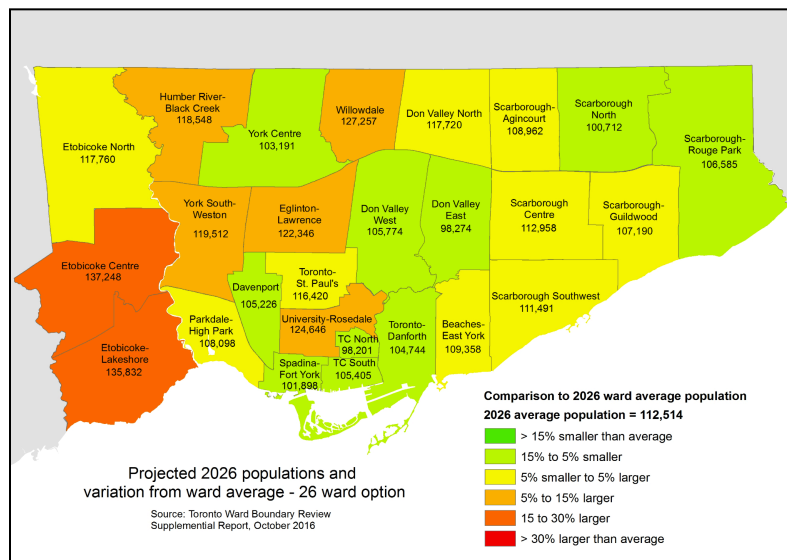 Humber River-
Black Creek
118,548
Willowdale
127,257
Don Valley North
117,720
Scarborough-
Agincourt
108,962
Scarborough
North
100,712
York Centre
103,191
Etobicoke North
117,760
Scarborough-
Rouge Park
106,585
York South-
Weston
119,512
Eglinton-
Lawrence
122,346
Don Valley
West
105,774
Don Valley
East
98,274
Scarborough
Centre
112,958
Scarborough-
Guildwood
107,190
Etobicoke Centre
137,248
Toronto-
St. Paul's
116,420
Davenport
105,226
Scarborough Southwest
111,491
Parkdale-
High Park
108,098
University-Rosedale
124,646
TC North
98,201
Toronto-
Danforth
104,744
Beaches-
East York
109,358
Etobicoke-
Lakeshore
135,832
Spadina-
Fort York
101,898
TC South
105,405
Comparison to 2026 ward average population
2026 average population = 112,514
> 15% smaller than average
15% to 5% smaller
5% smaller to 5% larger
5% to 15% larger
15 to 30% larger
> 30% larger than average
Projected 2026 populations and
variation from ward average - 26 ward option
Source: Toronto Ward Boundary Review
Supplemental Report, October 2016